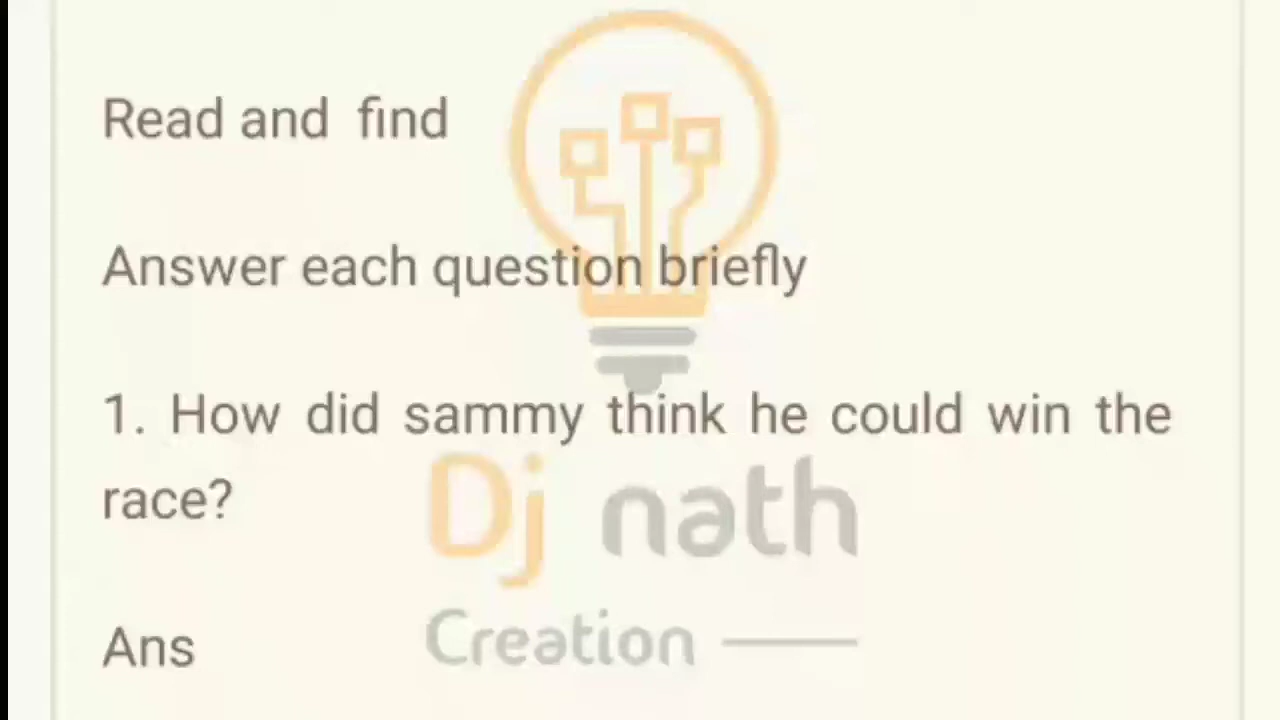 Read and find
Answer each question briefly
1. How did sammy think he could win the
race?
Dj nath
Creation
Ans